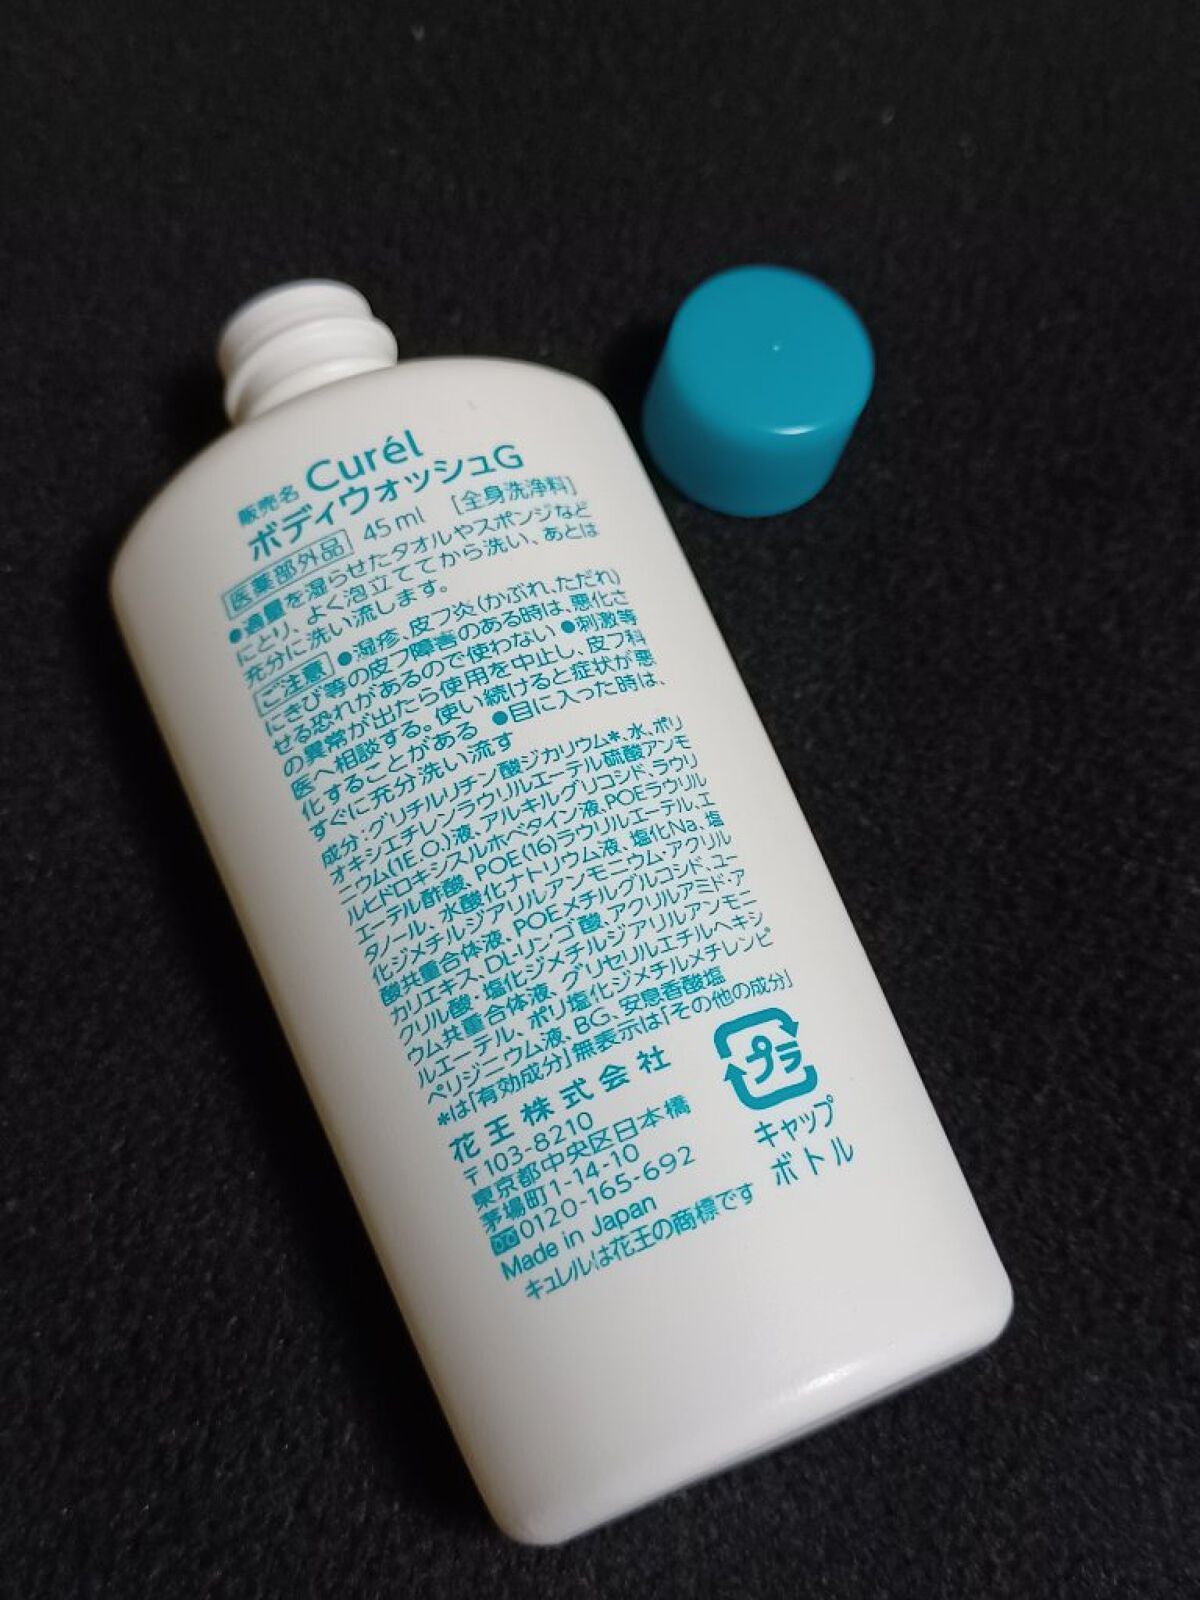 販売名 Curél
ボディウォッシュG
医薬部外品 45ml [全身洗浄料]
●適量を湿らせたタオルやスポンジなど
にとり、よく泡立ててから洗い、あとは
充分に洗い流します。
ご注意 ●湿疹、皮フ炎(かぶれ、ただれ)
にきび等の皮フ障害のある時は、悪化さ
せる恐れがあるので使わない ●刺激等
の異常が出たら使用を中止し、皮フ科
医へ相談する。使い続けると症状が悪
化することがある ●目に入った時は、
すぐに充分洗い流す
成分:グリチルリチン酸ジカリウム*、水、ポリ
オキシエチレンラウリルエーテル硫酸アンモ
ニウム(1E.O.)液、アルキルグリコシド、ラウリ
ルヒドロキシスルホベタイン液、POEラウリル
エーテル酢酸、POE(16)ラウリルエーテル、エ
タノール、水酸化ナトリウム液、塩化Na、塩
化ジメチルジアリルアンモニウム・アクリル
酸共重合体液、POEメチルグルコシド、ユー
カリエキス、DL-リンゴ酸、アクリルアミド・ア
クリル酸・塩化ジメチルジアリルアンモニ
ウム共重合体液、グリセリルエチルヘキシ
ルエーテル、ポリ塩化ジメチルメチレンピ
ペリジニウム液、BG、安息香酸塩
*は「有効成分」無表示は「その他の成分」
花王株式会社
〒103-8210
東京都中央区日本橋
茅場町1-14-10
0120-165-692
Made in Japan
キュレルは花王の商標です
プラ
キャップ
ボトル